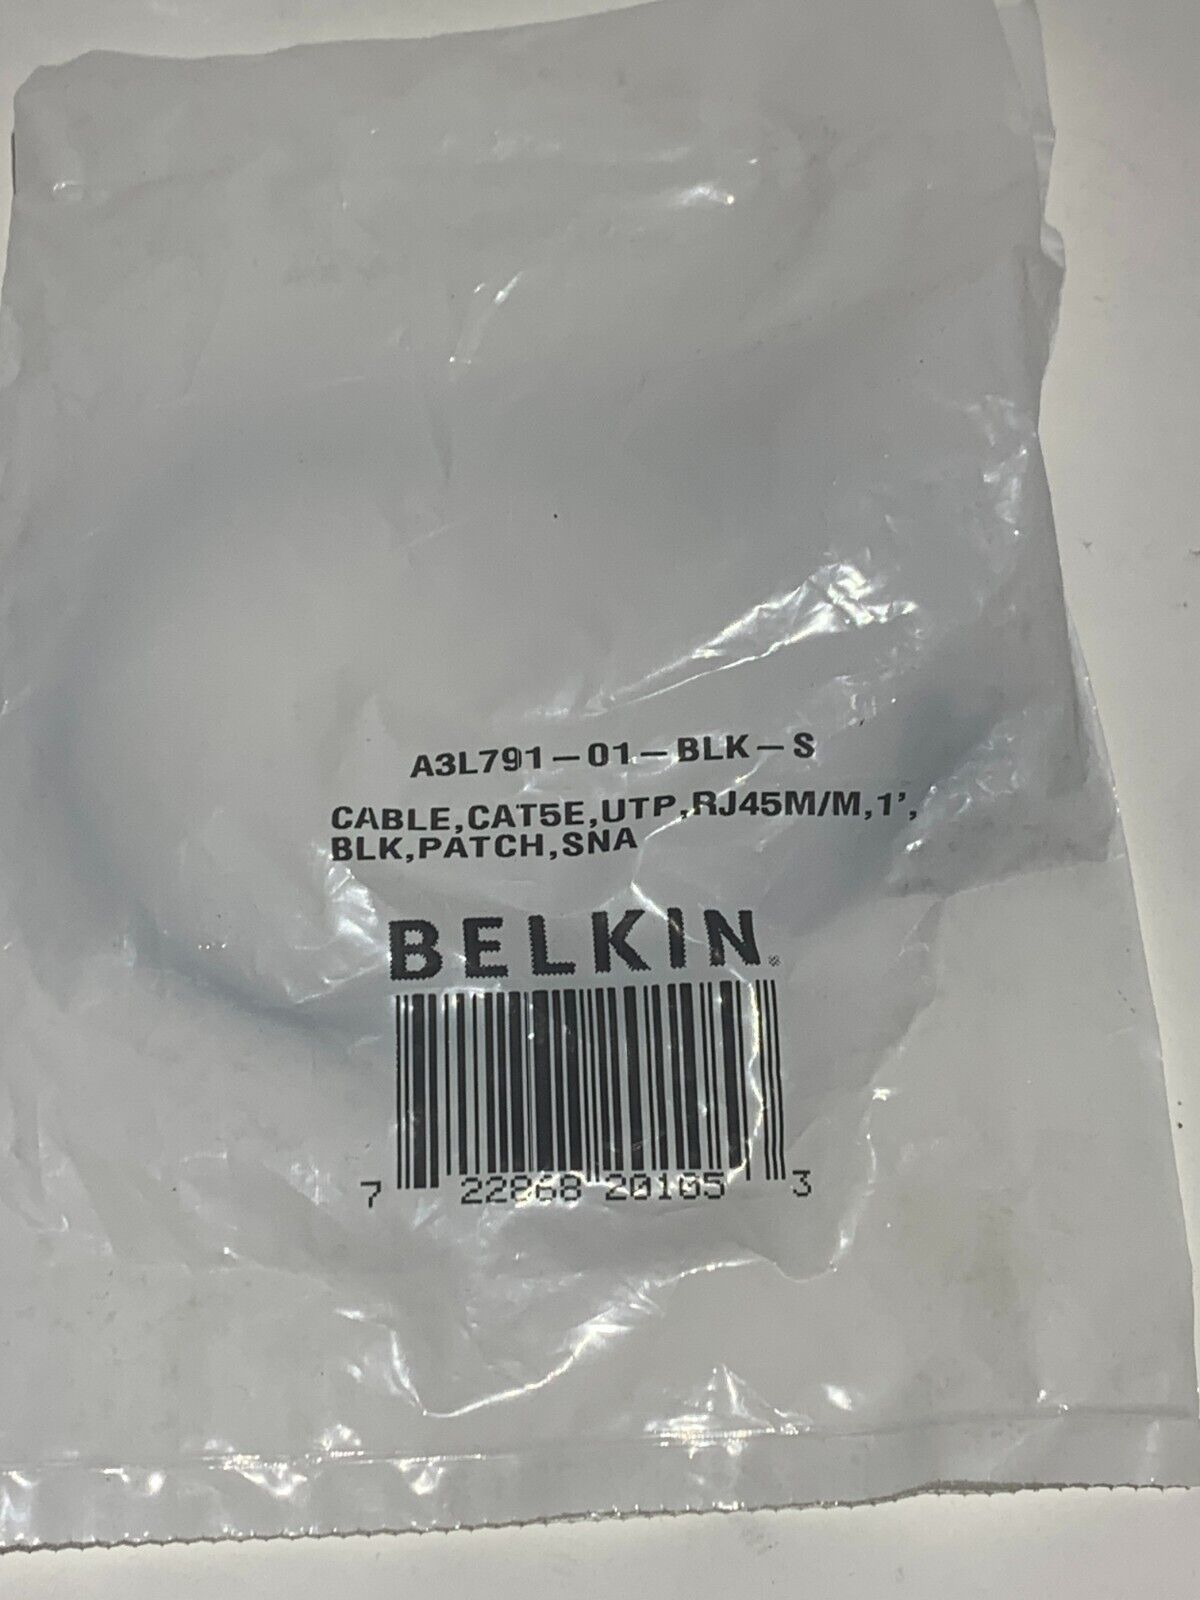 A3L791-01-BLK-S
CABLE,CAT5E,UTP,RJ45M/M,1',
BLK,PATCH,SNA
BELKIN®
7 22868 20105 3